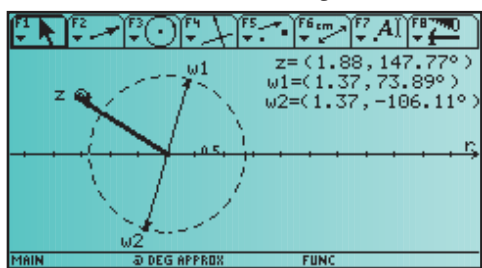 F1 F2 F3 F4 F5 F6 cm F7 A F8
z=(1.88,147.77°)
w1=(1.37,73.89°)
w2=(1.37,-106.11°)
w1
z
0.5
w2
MAIN DEG APPROX FUNC